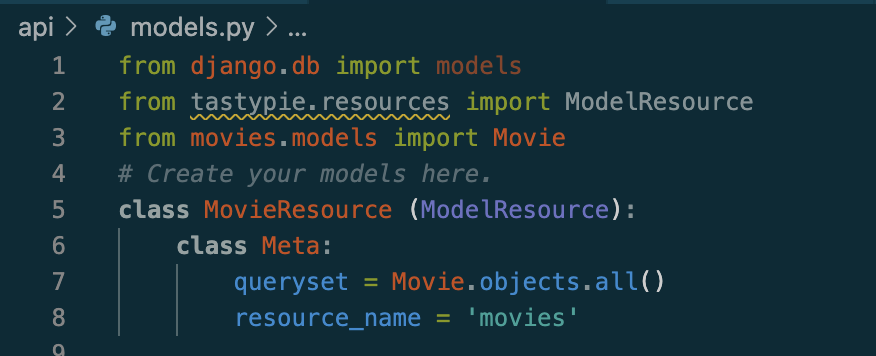 api > models.py > ...
1 from django.db import models
2 from tastypie.resources import ModelResource
3 from movies.models import Movie
4 # Create your models here.
5 class MovieResource (ModelResource):
6     class Meta:
7         queryset = Movie.objects.all()
8         resource_name = 'movies'
9